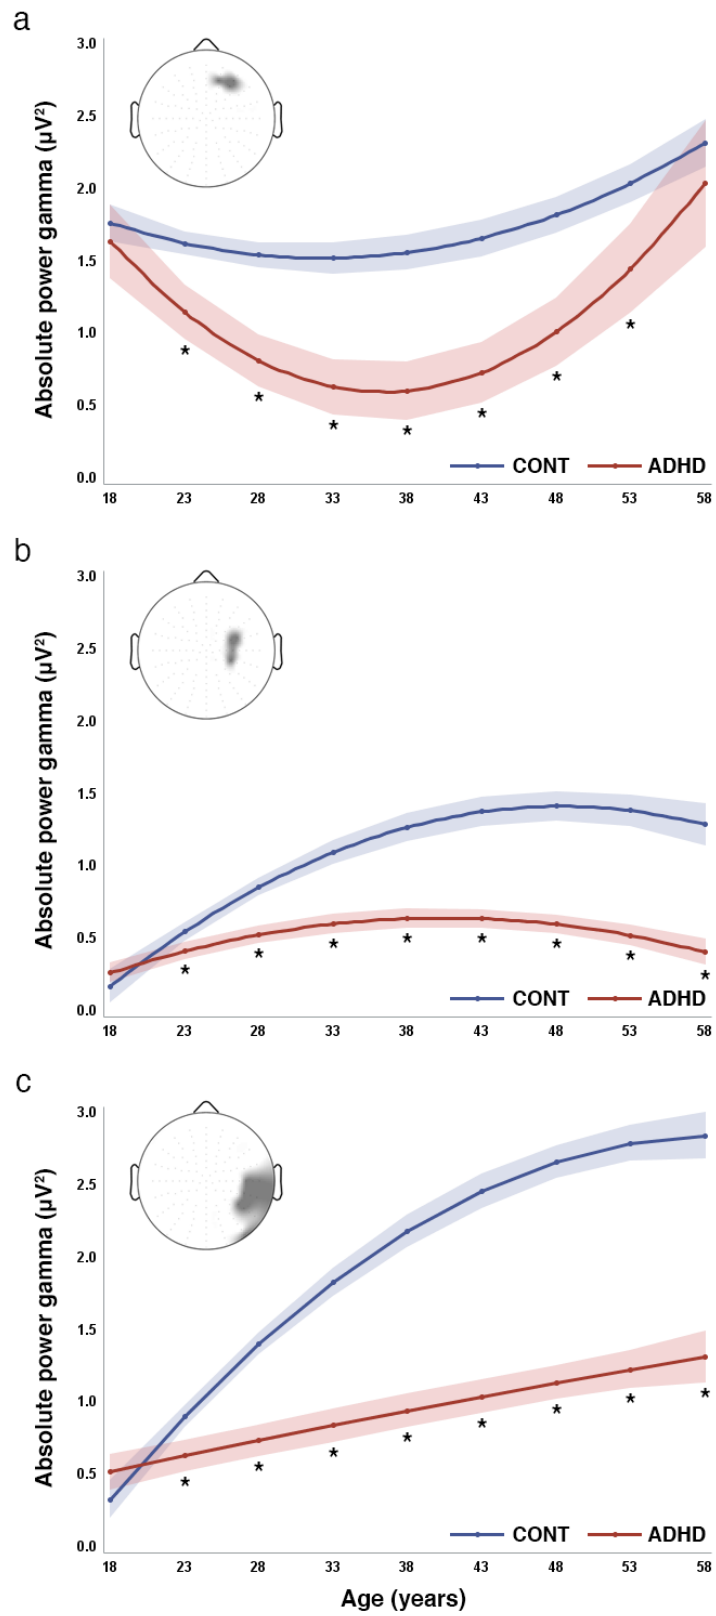 a
Absolute power gamma (µV²)
3.0
2.5
2.0
1.5
1.0
0.5
0.0
* * * * * * *
CONT ADHD
18 23 28 33 38 43 48 53 58
b
Absolute power gamma (µV²)
3.0
2.5
2.0
1.5
1.0
0.5
0.0
* * * * * * * *
CONT ADHD
18 23 28 33 38 43 48 53 58
c
Absolute power gamma (µV²)
3.0
2.5
2.0
1.5
1.0
0.5
0.0
* * * * * * * *
CONT ADHD
18 23 28 33 38 43 48 53 58
Age (years)